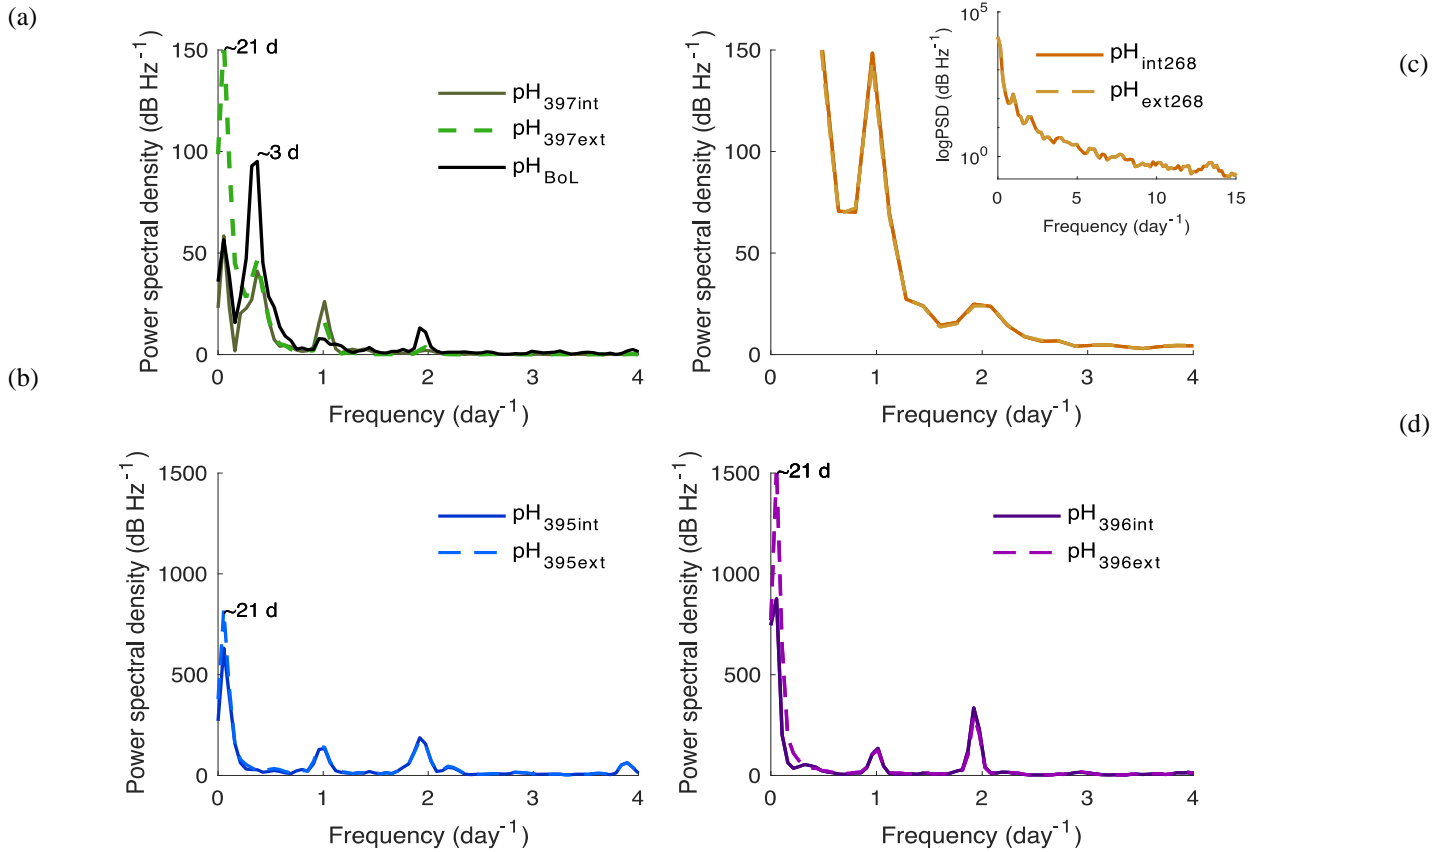 (a)
Power spectral density (dB Hz-1)
150
100
50
0
~21 d
~3 d
pH397int
pH397ext
pHBoL
0 1 2 3 4
Frequency (day-1)
(c)
Power spectral density (dB Hz-1)
150
100
50
0
pHint268
pHext268
0 1 2 3 4
Frequency (day-1)
logPSD (dB Hz-1)
10^5
10^0
0 5 10 15
Frequency (day-1)
(b)
Power spectral density (dB Hz-1)
1500
1000
500
0
~21 d
pH395int
pH395ext
0 1 2 3 4
Frequency (day-1)
(d)
Power spectral density (dB Hz-1)
1500
1000
500
0
~21 d
pH396int
pH396ext
0 1 2 3 4
Frequency (day-1)